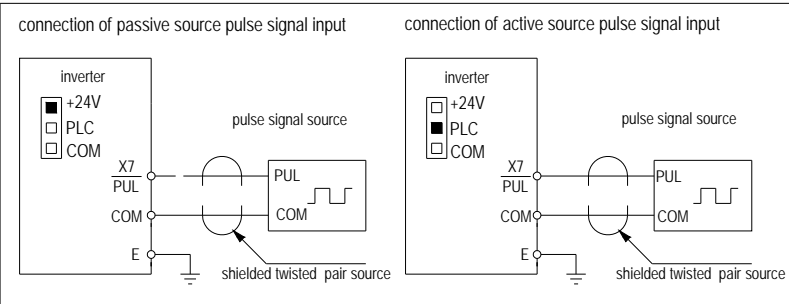 connection of passive source pulse signal input
inverter
+24V
PLC
COM
pulse signal source
X7
PUL
PUL
COM
COM
E
shielded twisted pair source
connection of active source pulse signal input
inverter
+24V
PLC
COM
pulse signal source
X7
PUL
PUL
COM
COM
E
shielded twisted pair source